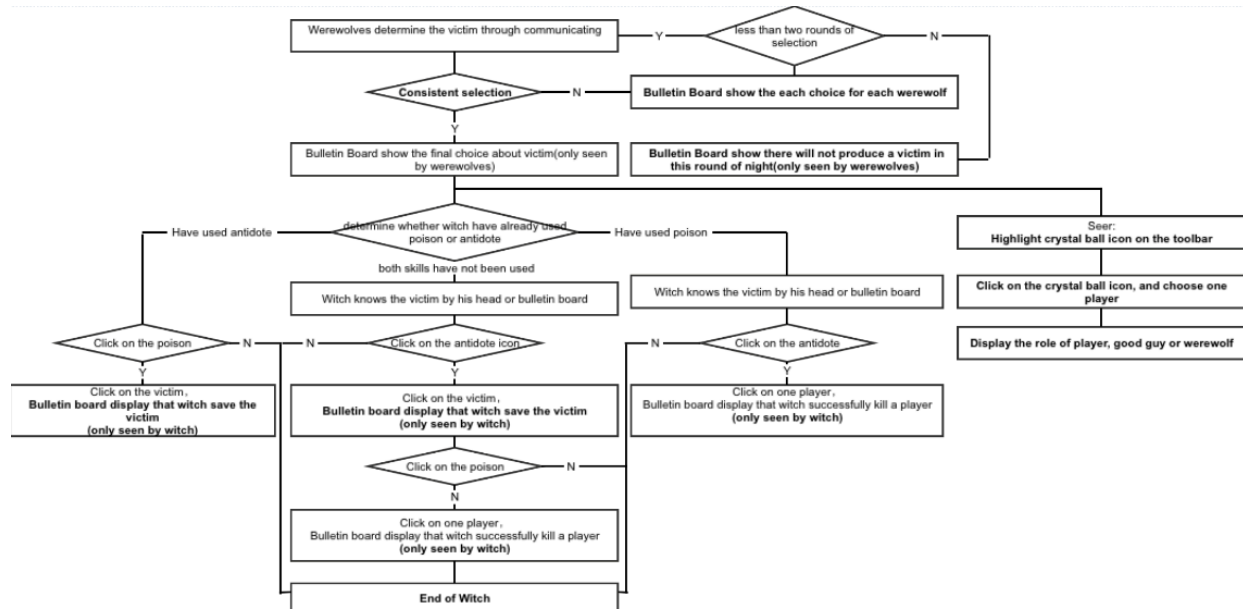 Werewolves determine the victim through communicating
Y
less than two rounds of
selection
N
Consistent selection
N
Bulletin Board show the each choice for each werewolf
Y
Bulletin Board show the final choice about victim(only seen
by werewolves)
Bulletin Board show there will not produce a victim in
this round of night(only seen by werewolves)
determine whether witch have already used
poison or antidote
Have used antidote
Have used poison
both skills have not been used
Seer:
Highlight crystal ball icon on the toolbar
Witch knows the victim by his head or bulletin board
Witch knows the victim by his head or bulletin board
Click on the crystal ball icon, and choose one
player
Click on the poison
N
N
Click on the antidote icon
N
Click on the antidote
Display the role of player, good guy or werewolf
Y
Y
Y
Click on the victim,
Bulletin board display that witch save the
victim
(only seen by witch)
Click on the victim,
Bulletin board display that witch save the victim
(only seen by witch)
Click on one player,
Bulletin board display that witch successfully kill a player
(only seen by witch)
Click on the poison
N
N
Click on one player,
Bulletin board display that witch successfully kill a player
(only seen by witch)
End of Witch